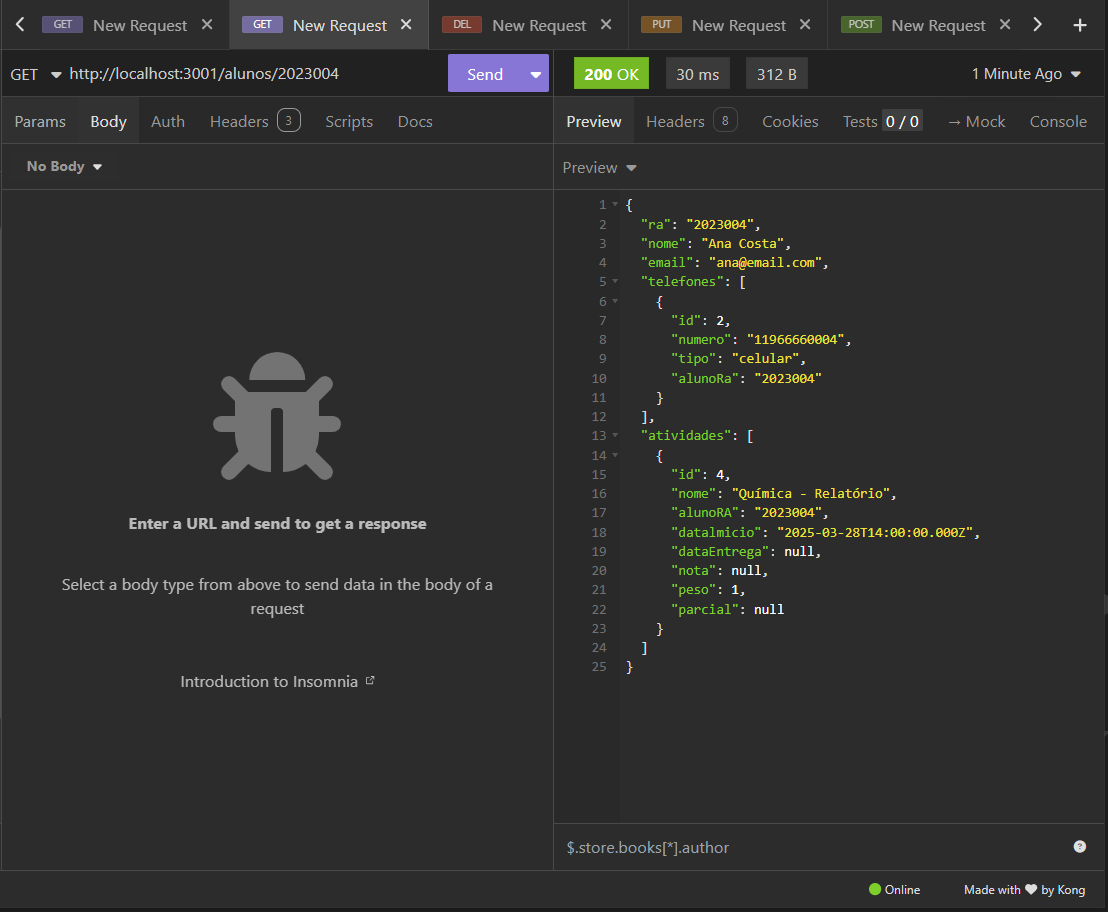 GET New Request × GET New Request × DEL New Request × PUT New Request × POST New Request × +
GET http://localhost:3001/alunos/2023004 Send 200 OK 30 ms 312 B 1 Minute Ago
Params Body Auth Headers 3 Scripts Docs Preview Headers 8 Cookies Tests 0 / 0 → Mock Console
No Body Preview
1 {
2 "ra": "2023004",
3 "nome": "Ana Costa",
4 "email": "ana@email.com",
5 "telefones": [
6 {
7 "id": 2,
8 "numero": "11966660004",
9 "tipo": "celular",
10 "alunoRa": "2023004"
11 }
12 ],
13 "atividades": [
14 {
15 "id": 4,
16 "nome": "Química - Relatório",
17 "alunoRA": "2023004",
18 "datalmicio": "2025-03-28T14:00:00.000Z",
19 "dataEntrega": null,
20 "nota": null,
21 "peso": 1,
22 "parcial": null
23 }
24 ]
25 }
Enter a URL and send to get a response
Select a body type from above to send data in the body of a
request
Introduction to Insomnia
$.store.books[*].author ?
Online Made with ♥ by Kong